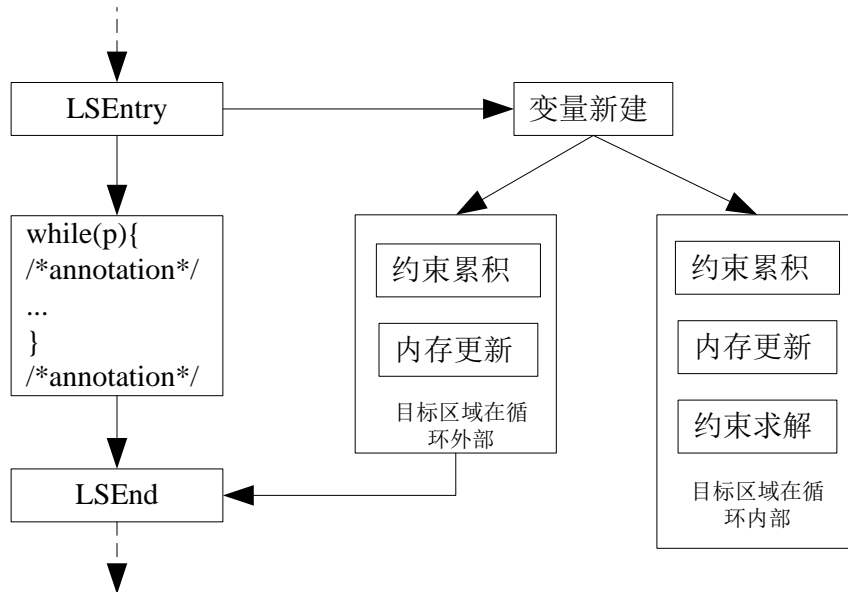 LSEntry
变量新建
while(p){
/*annotation*/
...
}
/*annotation*/
约束累积
内存更新
目标区域在循
环外部
约束累积
内存更新
约束求解
目标区域在循
环内部
LSEnd